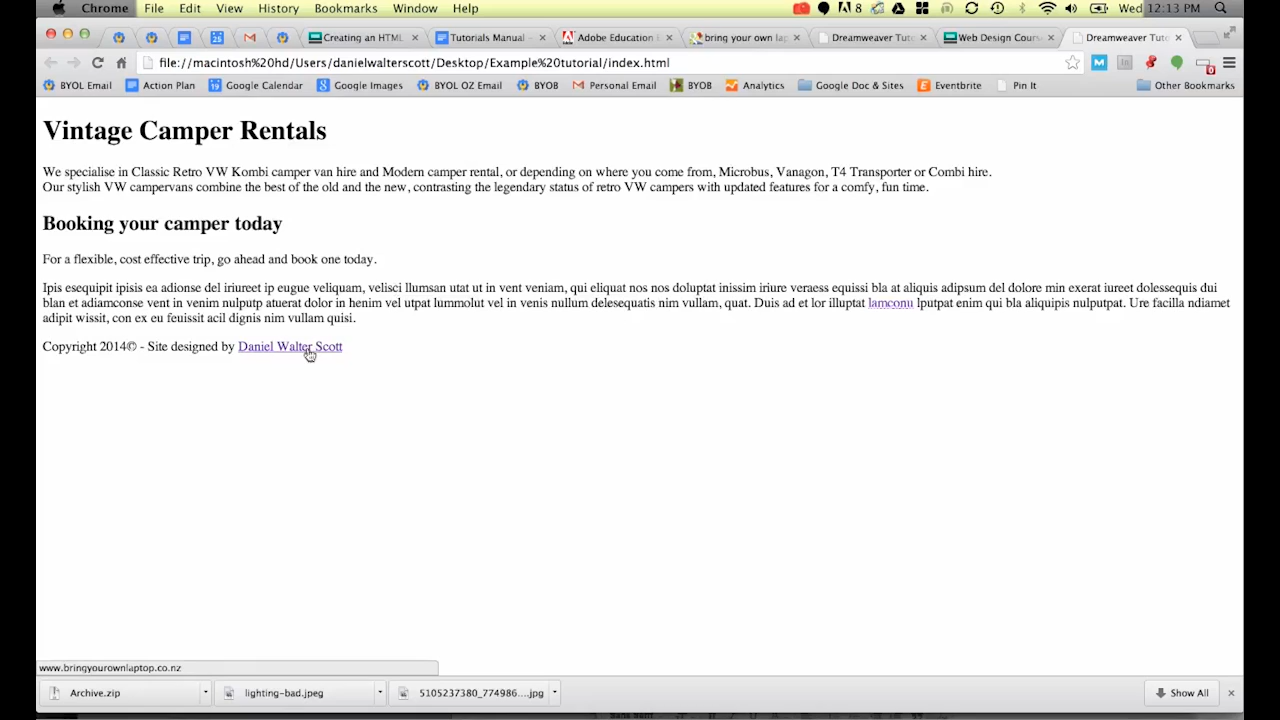 Chrome File Edit View History Bookmarks Window Help 8 Wed 12:13 PM
Creating an HTML Tutorials Manual - Adobe Education E bring your own lap Dreamweaver Tuto Web Design Cours Dreamweaver Tuto
file://macintosh%20hd/Users/danielwalterscott/Desktop/Example%20tutorial/index.html
BYOL Email Action Plan Google Calendar Google Images BYOL OZ Email BYOB Personal Email BYOB Analytics Google Doc & Sites Eventbrite Pin It Other Bookmarks
Vintage Camper Rentals
We specialise in Classic Retro VW Kombi camper van hire and Modern camper rental, or depending on where you come from, Microbus, Vanagon, T4 Transporter or Combi hire.
Our stylish VW campervans combine the best of the old and the new, contrasting the legendary status of retro VW campers with updated features for a comfy, fun time.
Booking your camper today
For a flexible, cost effective trip, go ahead and book one today.
Ipis esequipit ipisis ea adionse del iriureet ip eugue veliquam, velisci llumsan utat ut in vent veniam, qui eliquat nos nos doluptat inissim iriure veraess equissi bla at aliquis adipsum del dolore min exerat iureet dolessequis dui
blan et adiamconse vent in venim nulputp atuerat dolor in henim vel utpat lummolut vel in venis nullum delesequatis nim vullam, quat. Duis ad et lor illuptat lamconu lputpat enim qui bla aliquipis nulputpat. Ure facilla ndiamet
adipit wissit, con ex eu feuissit acil dignis nim vullam quisi.
Copyright 2014© - Site designed by Daniel Walter Scott
www.bringyourownlaptop.co.nz
Archive.zip lighting-bad.jpeg 5105237380_774986....jpg Show All